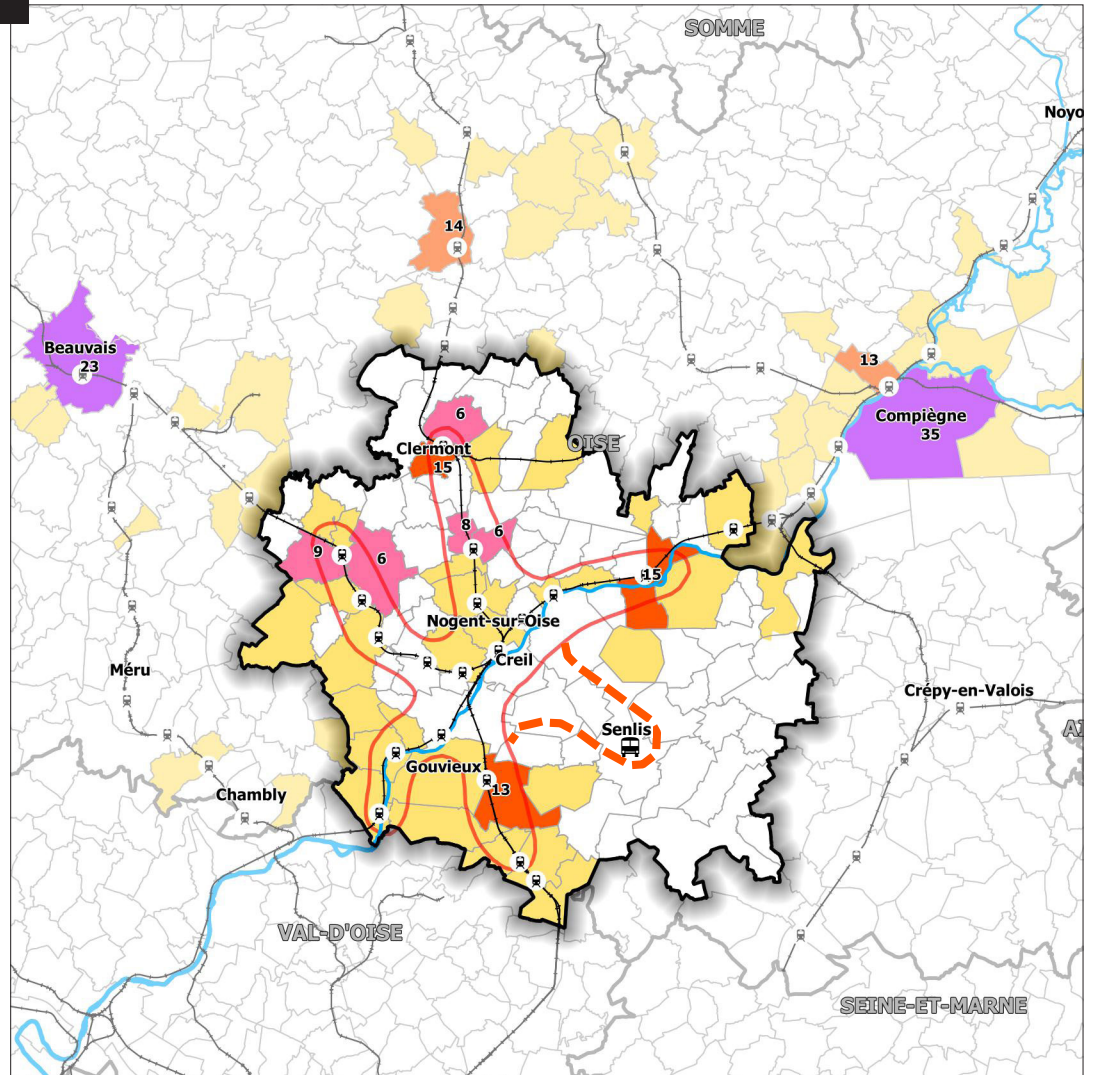 SOMME
Noyo
14
Beauvais
23
13
Compiègne
35
6
OISE
Clermont
15
8
6
9
6
15
Nogent-sur-Oise
Creil
Méru
Crépy-en-Valois
Senlis
AI
Gouvieux
13
Chambly
VAL-D'OISE
SEINE-ET-MARNE